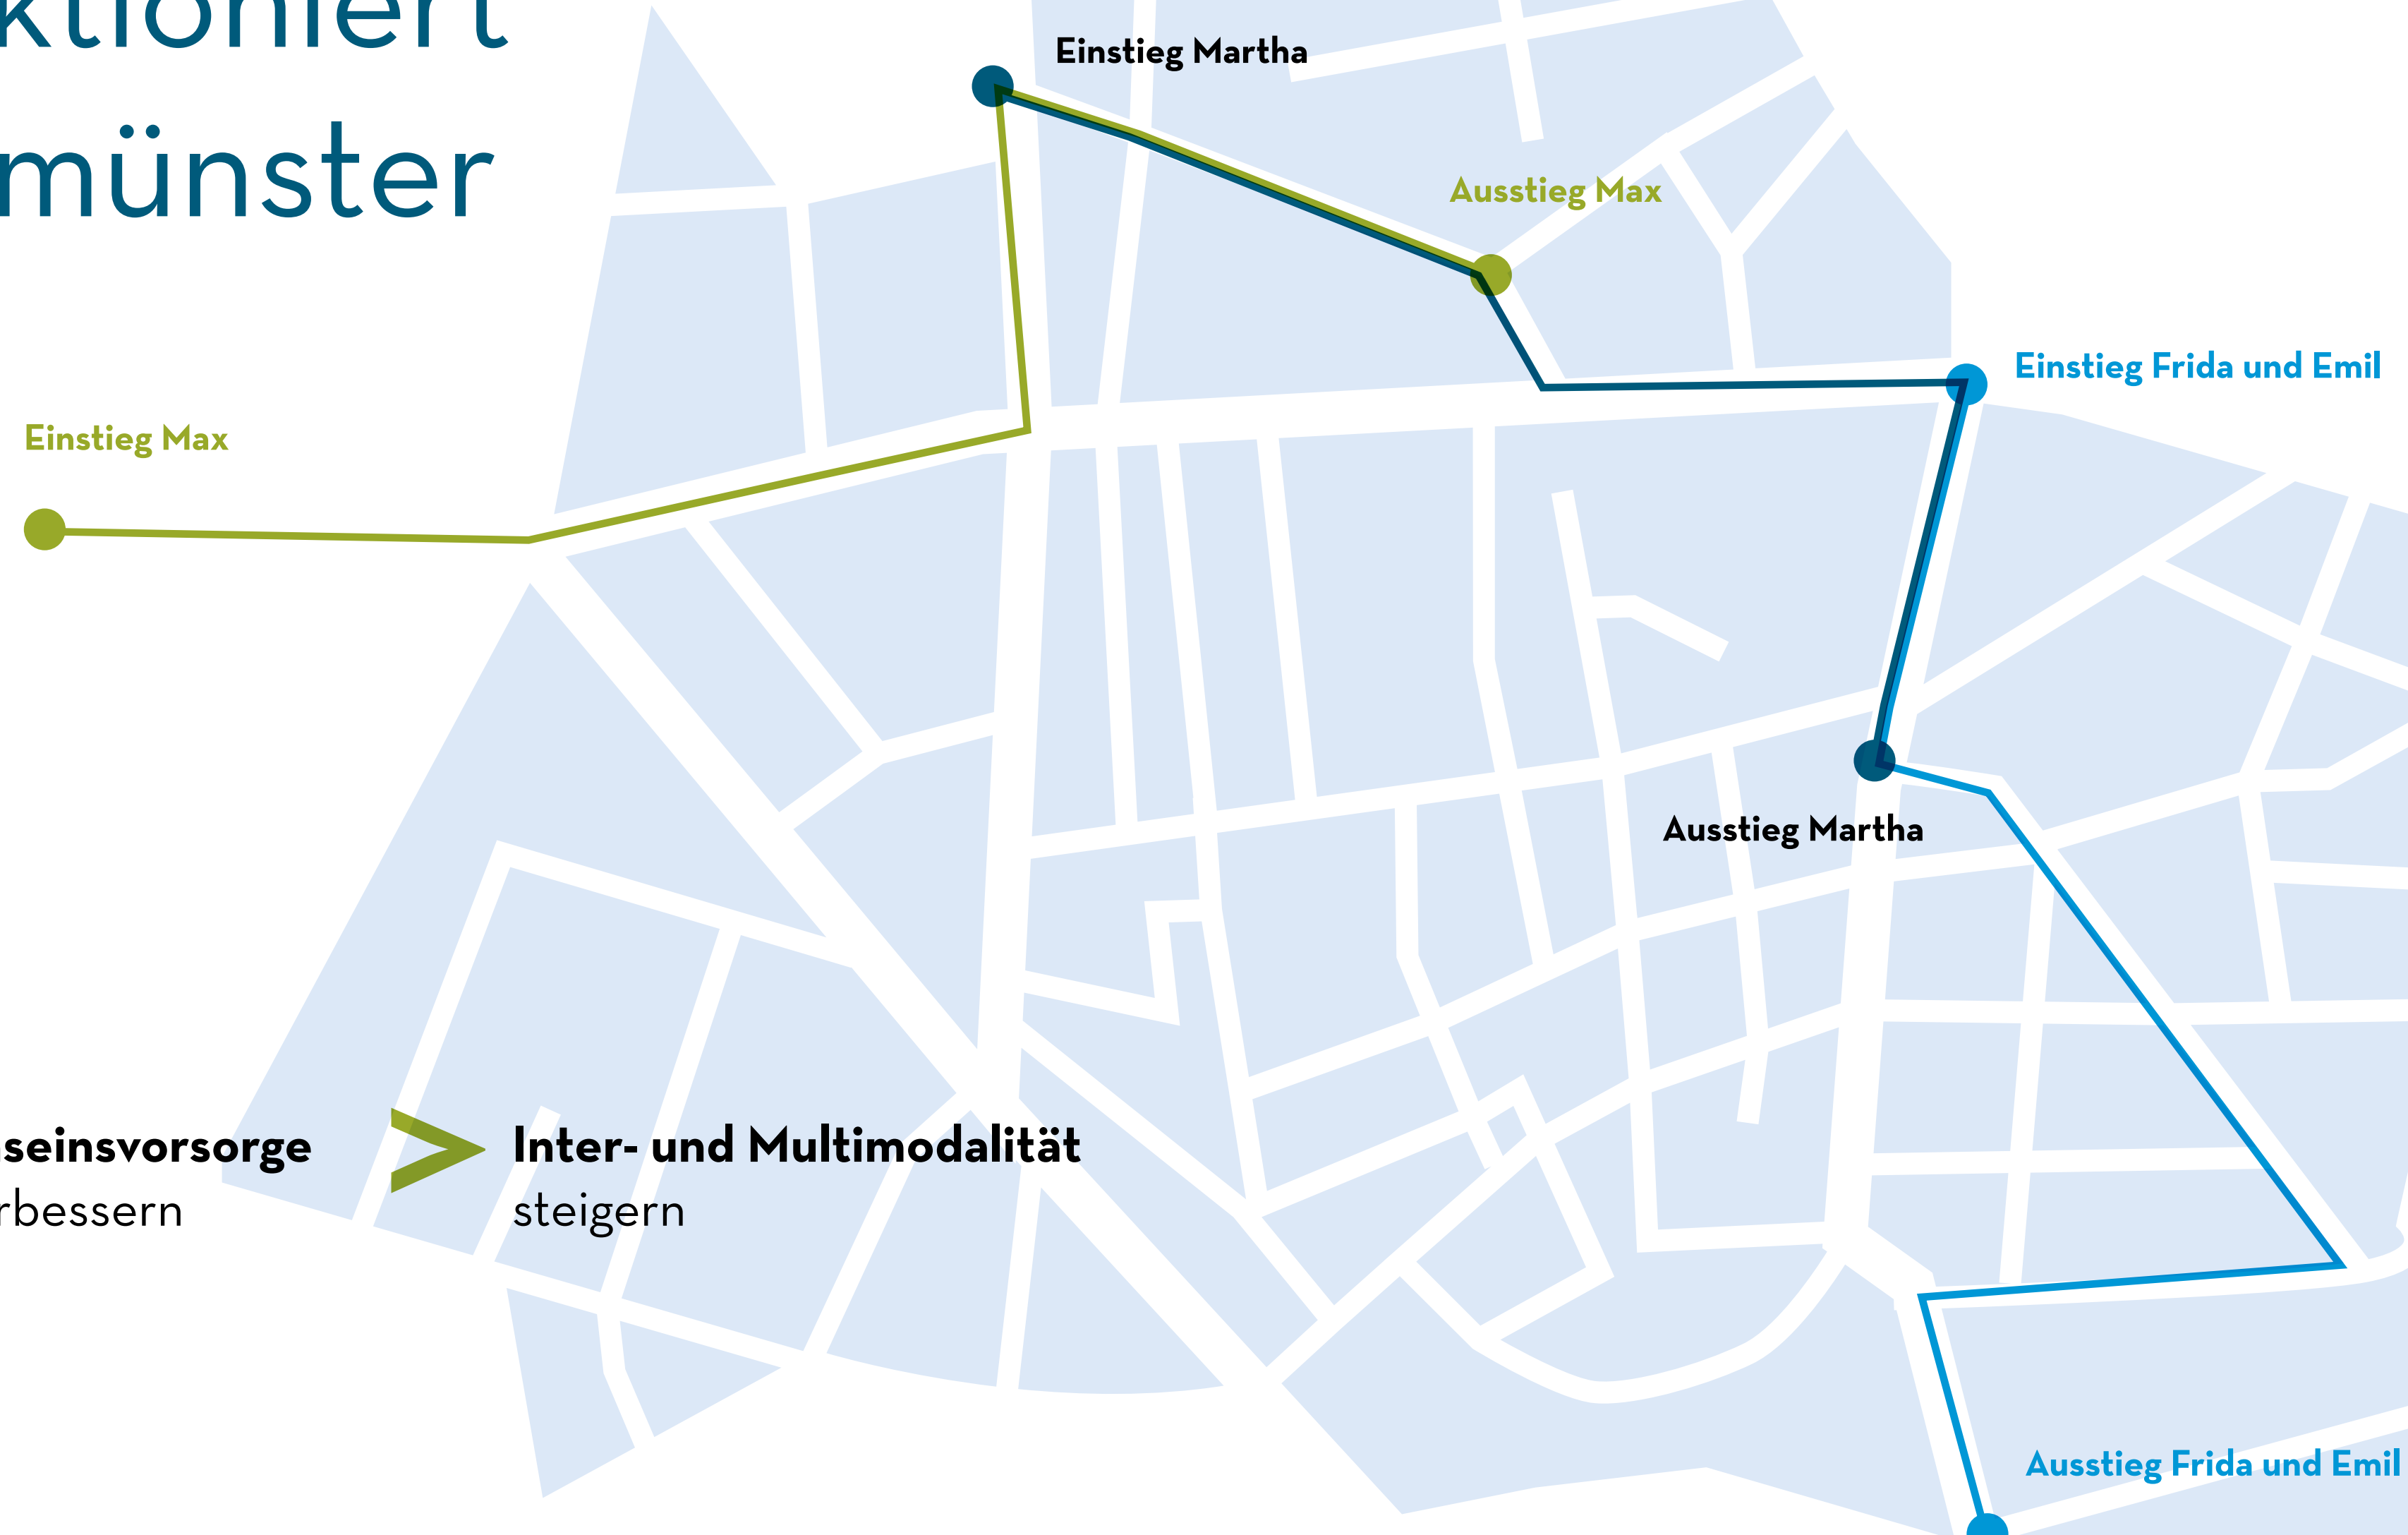 ktioniert
münster
Einstieg Martha
Ausstieg Max
Einstieg Frida und Emil
Einstieg Max
Ausstieg Martha
seinsvorsorge
rbessern
Inter- und Multimodalität
steigern
Ausstieg Frida und Emil